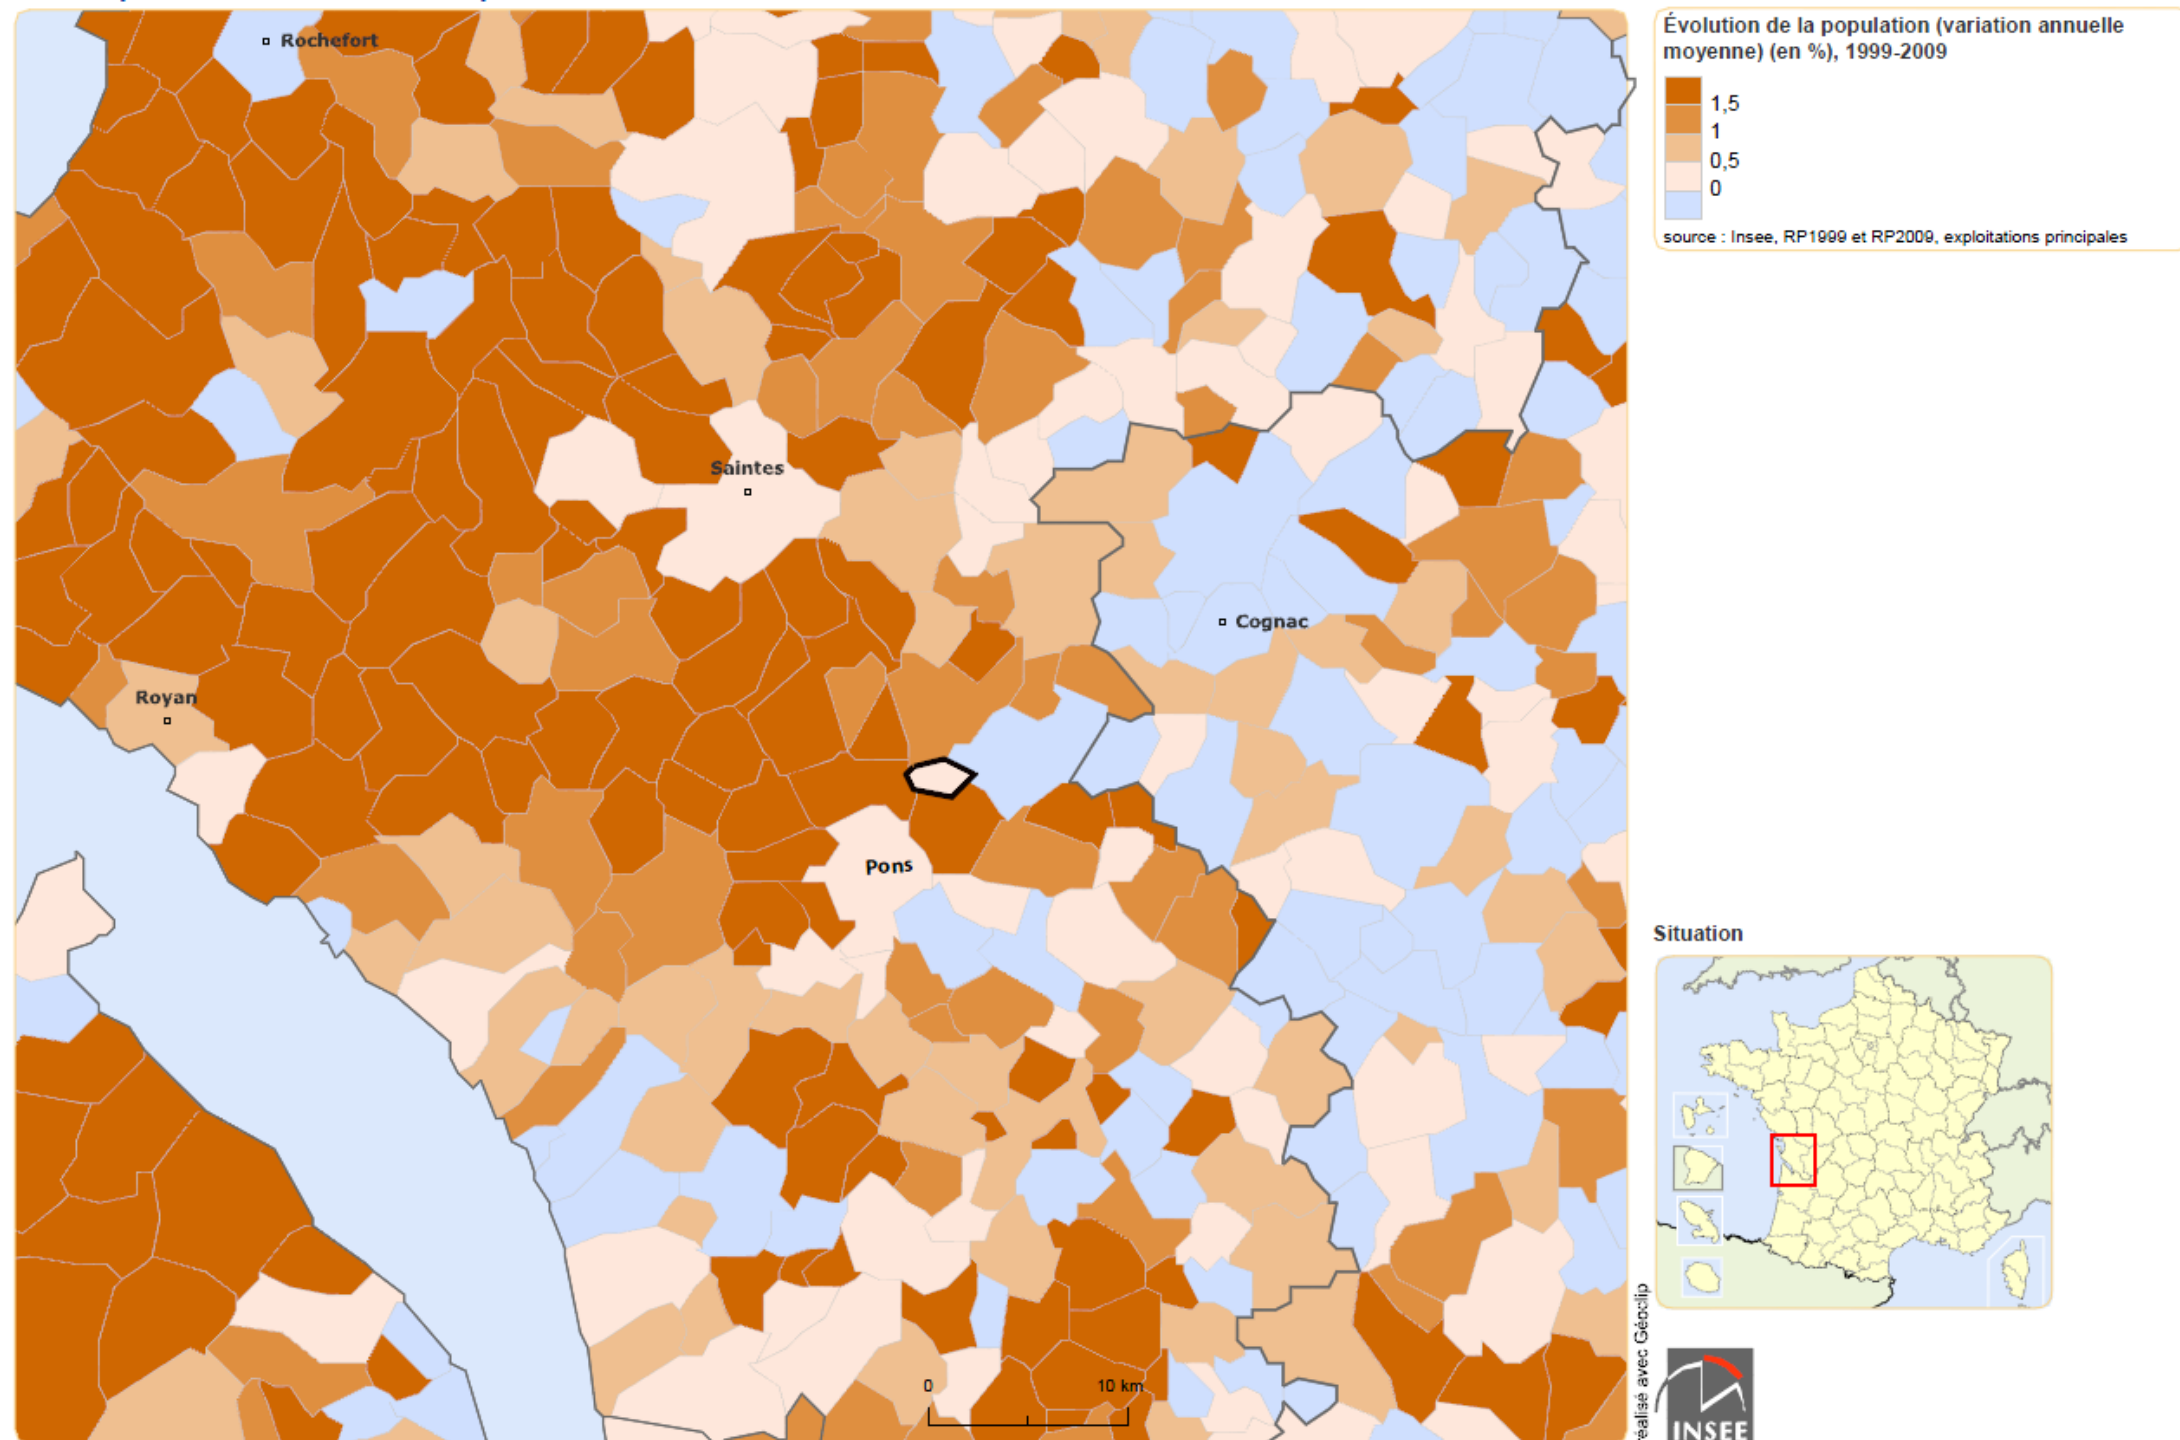 Rochefort
Saintes
Cognac
Royan
Pons
0 10 km
Évolution de la population (variation annuelle
moyenne) (en %), 1999-2009
1,5
1
0,5
0
source : Insee, RP1999 et RP2009, exploitations principales
Situation
réalisé avec Géoclip
INSEE